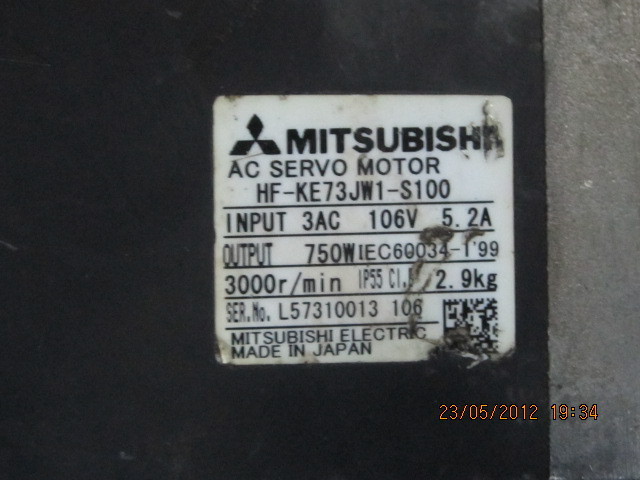 MITSUBISHI
AC SERVO MOTOR
HF-KE73JW1-S100
INPUT 3AC 106V 5.2A
OUTPUT 750W IEC60034-1'99
3000r/min IP55 Cl. 2.9kg
SER.No. L57310013 106
MITSUBISHI ELECTRIC
MADE IN JAPAN
23/05/2012 19:34